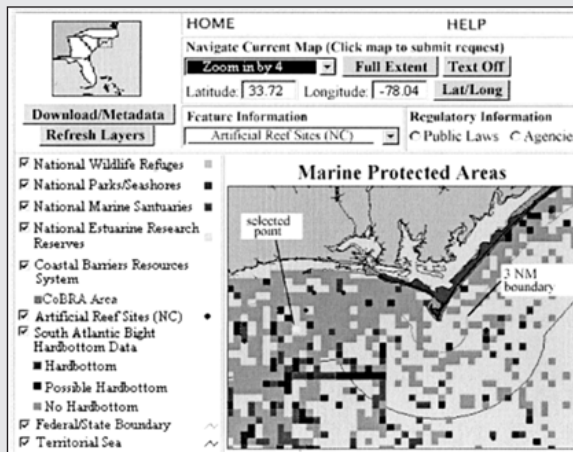 HOME HELP
Navigate Current Map (Click map to submit request)
Zoom in by 4 Full Extent Text Off
Latitude: 33.72 Longitude: -78.04 Lat/Long
Download/Metadata
Refresh Layers
Feature Information
Artificial Reef Sites (NC)
Regulatory Information
Public Laws Agencie
National Wildlife Refuges
National Parks/Seashores
National Marine Santuaries
National Estuarine Research
Reserves
Coastal Barriers Resources
System
CoBRA Area
Artificial Reef Sites (NC)
South Atlantic Bight
Hardbottom Data
Hardbottom
Possible Hardbottom
No Hardbottom
Federal/State Boundary
Territorial Sea
Marine Protected Areas
selected
point
3 NM
boundary